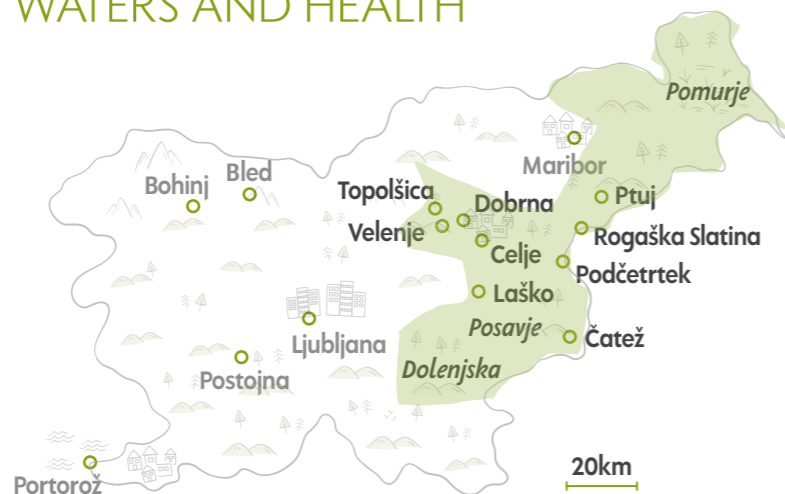 WATERS AND HEALTH
Pomurje
Maribor
Bled
Bohinj
Topolšica
Dobrna
Ptuj
Velenje
Rogaška Slatina
Celje
Podčetrtek
Laško
Posavje
Čatež
Ljubljana
Dolenjska
Postojna
20km
Portorož